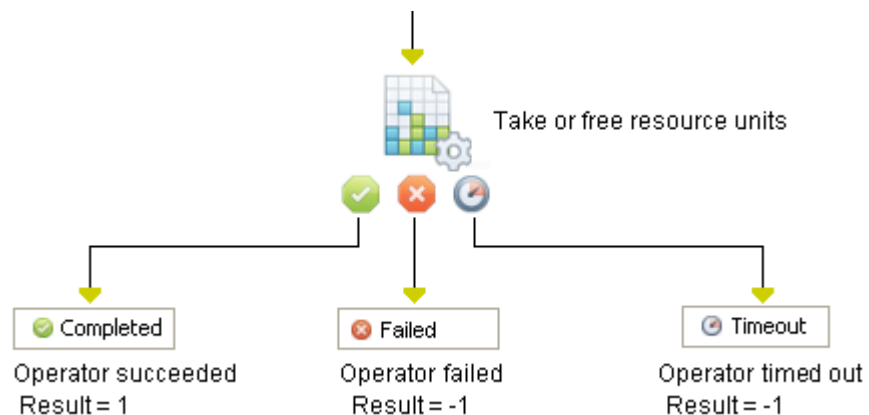 Take or free resource units
Completed
Failed
Timeout
Operator succeeded
Result = 1
Operator failed
Result = -1
Operator timed out
Result = -1